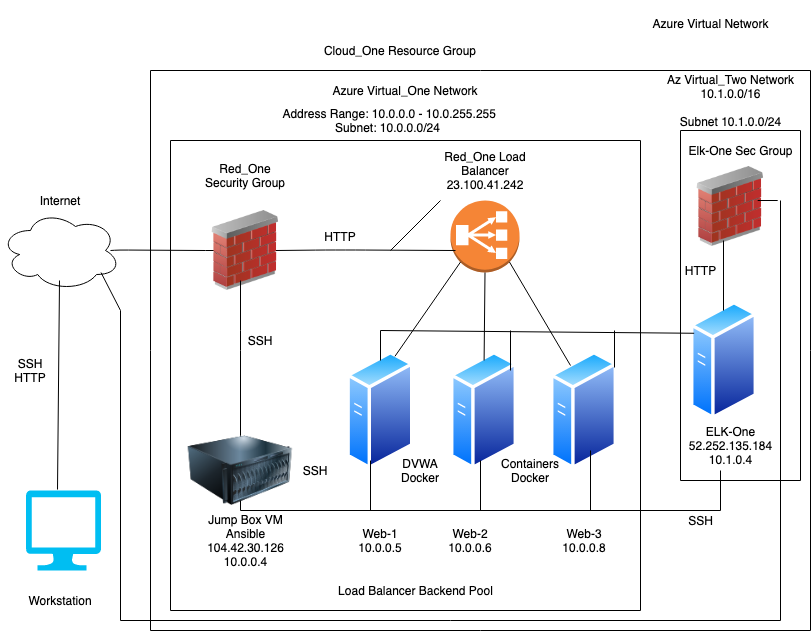 Azure Virtual Network
Cloud_One Resource Group
Az Virtual_Two Network
10.1.0.0/16
Azure Virtual_One Network
Address Range: 10.0.0.0 - 10.0.255.255
Subnet: 10.0.0.0/24
Subnet 10.1.0.0/24
Elk-One Sec Group
Red_One
Security Group
Red_One Load
Balancer
23.100.41.242
Internet
HTTP
HTTP
SSH
SSH
HTTP
ELK-One
52.252.135.184
10.1.0.4
DVWA
Docker
Containers
Docker
SSH
SSH
Jump Box VM
Ansible
104.42.30.126
10.0.0.4
Web-1
10.0.0.5
Web-2
10.0.0.6
Web-3
10.0.0.8
Load Balancer Backend Pool
Workstation